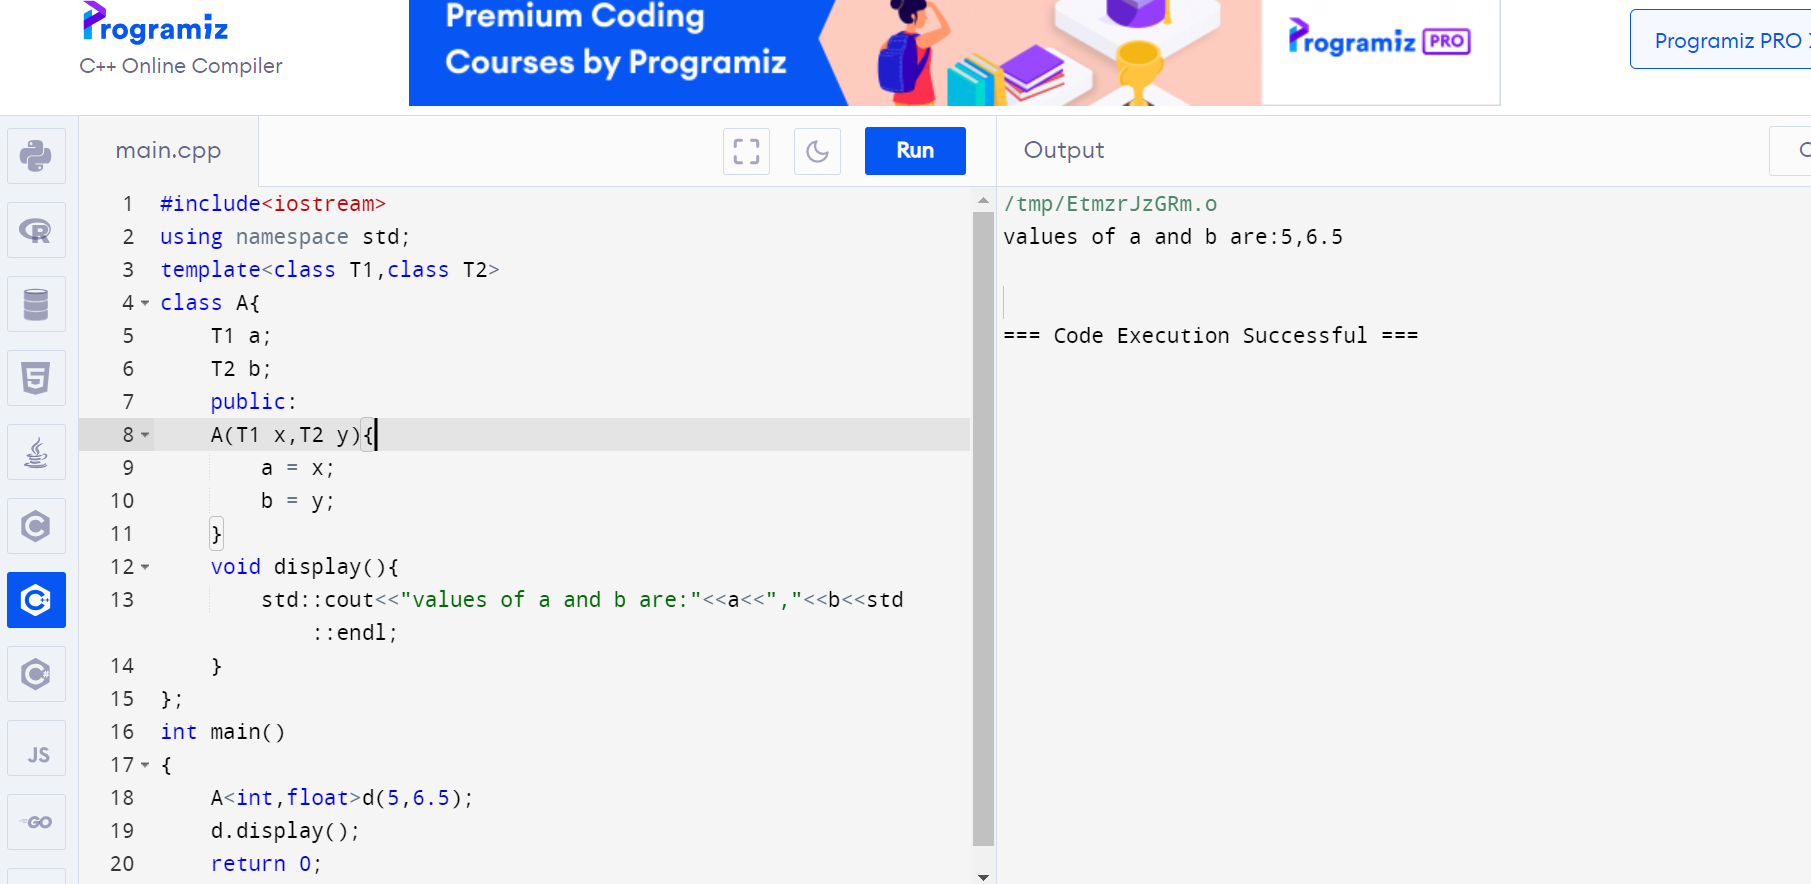 Programiz
C++ Online Compiler
Premium Coding
Courses by Programiz
Programiz PRO
Programiz PRO
main.cpp
Run
Output
C
1 #include<iostream>
2 using namespace std;
3 template<class T1,class T2>
4 class A{
5     T1 a;
6     T2 b;
7     public:
8     A(T1 x,T2 y){
9         a = x;
10         b = y;
11     }
12     void display(){
13         std::cout<<"values of a and b are:"<<a<<","<<b<<std
            ::endl;
14     }
15 };
16 int main()
17 {
18     A<int,float>d(5,6.5);
19     d.display();
20     return 0;
/tmp/EtmzrJzGRm.o
values of a and b are:5,6.5
=== Code Execution Successful ===
R
5
C
C++
C#
JS
GO